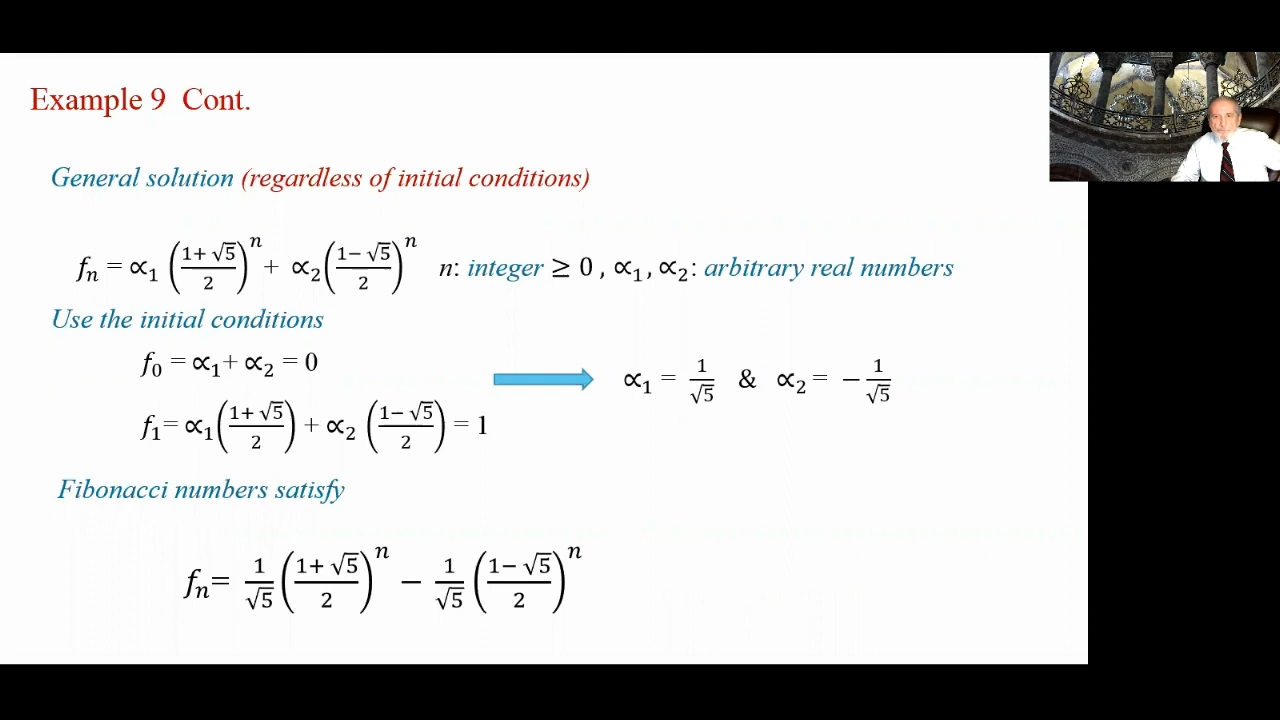 Example 9 Cont.
General solution (regardless of initial conditions)
fₙ = ∝₁ ((1+ √5)/2)ⁿ + ∝₂ ((1− √5)/2)ⁿ n: integer ≥ 0 , ∝₁ , ∝₂: arbitrary real numbers
Use the initial conditions
f₀ = ∝₁+ ∝₂ = 0
∝₁ = 1/√5 & ∝₂ = − 1/√5
f₁= ∝₁ ((1+ √5)/2) + ∝₂ ((1− √5)/2) = 1
Fibonacci numbers satisfy
fₙ= 1/√5 ((1+ √5)/2)ⁿ − 1/√5 ((1− √5)/2)ⁿ